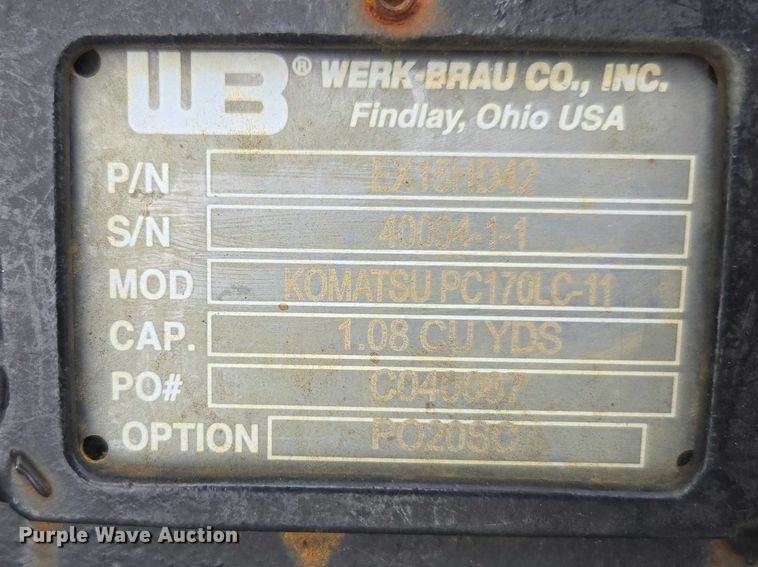 WB® WERK-BRAU CO., INC.
Findlay, Ohio USA
P/N EX15HD42
S/N 40094-1-1
MOD KOMATSU PC170LC-11
CAP. 1.08 CU YDS
PO#
OPTION PO20SC
Purple Wave Auction